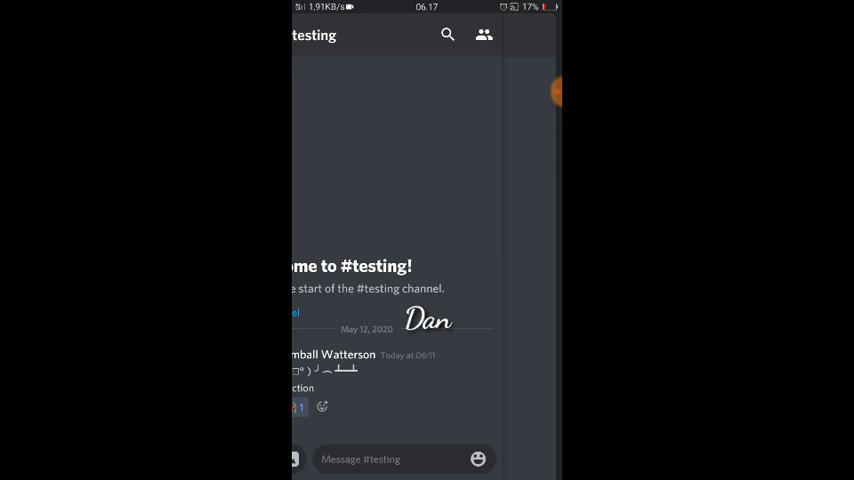 1,91KB/s 06.17 17%
testing
ome to #testing!
e start of the #testing channel.
el
Dan
May 12, 2020
mball Watterson Today at 06:11
□°)╯︵┻━┻
ction
1
Message #testing